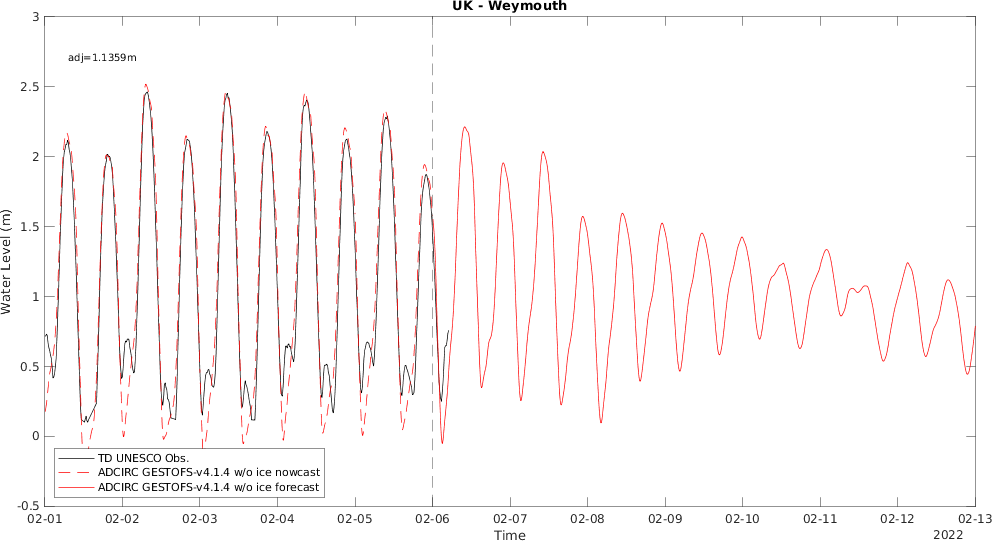 UK - Weymouth
adj=1.1359m
3
2.5
2
1.5
1
0.5
0
-0.5
Water Level (m)
TD UNESCO Obs.
ADCIRC GESTOFS-v4.1.4 w/o ice nowcast
ADCIRC GESTOFS-v4.1.4 w/o ice forecast
02-01 02-02 02-03 02-04 02-05 02-06 02-07 02-08 02-09 02-10 02-11 02-12 02-13
Time
2022